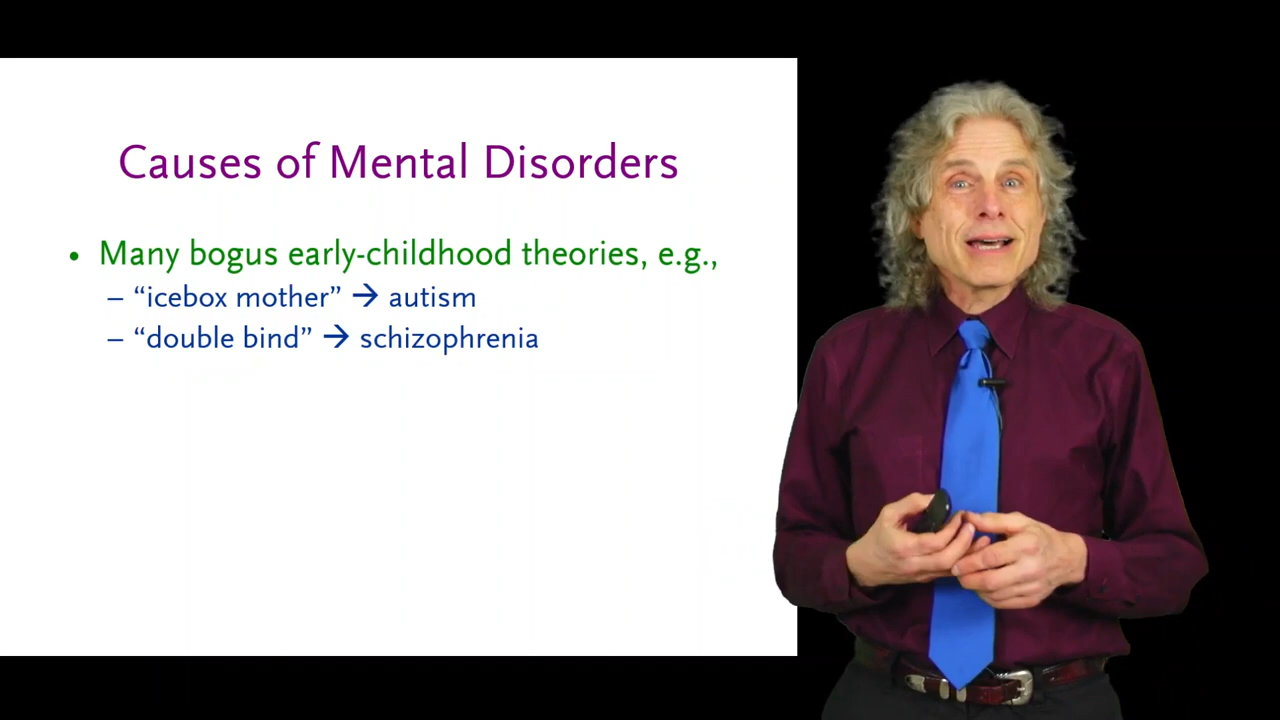 Causes of Mental Disorders
• Many bogus early-childhood theories, e.g.,
– “icebox mother” → autism
– “double bind” → schizophrenia